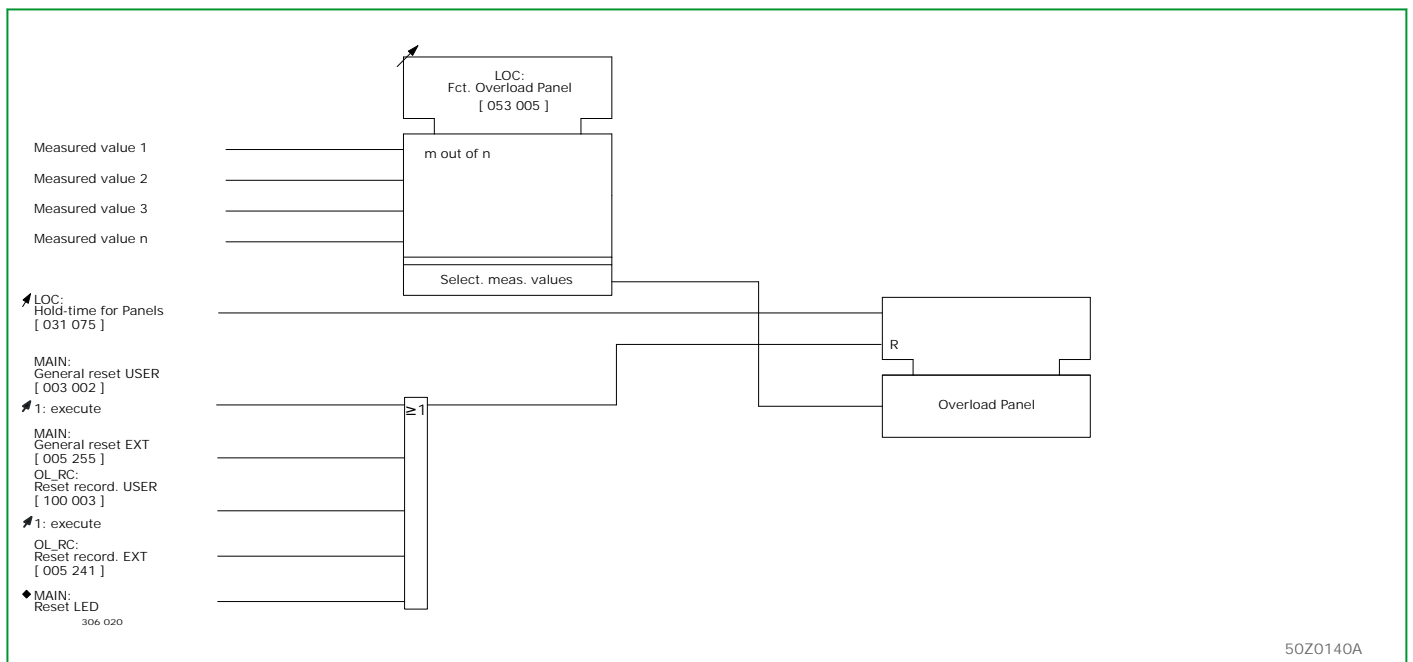 LOC:
Fct. Overload Panel
[ 053 005 ]
Measured value 1
m out of n
Measured value 2
Measured value 3
Measured value n
Select. meas. values
LOC:
Hold-time for Panels
[ 031 075 ]
R
MAIN:
General reset USER
[ 003 002 ]
1: execute
≥1
Overload Panel
MAIN:
General reset EXT
[ 005 255 ]
OL_RC:
Reset record. USER
[ 100 003 ]
1: execute
OL_RC:
Reset record. EXT
[ 005 241 ]
MAIN:
Reset LED
306 020
50Z0140A